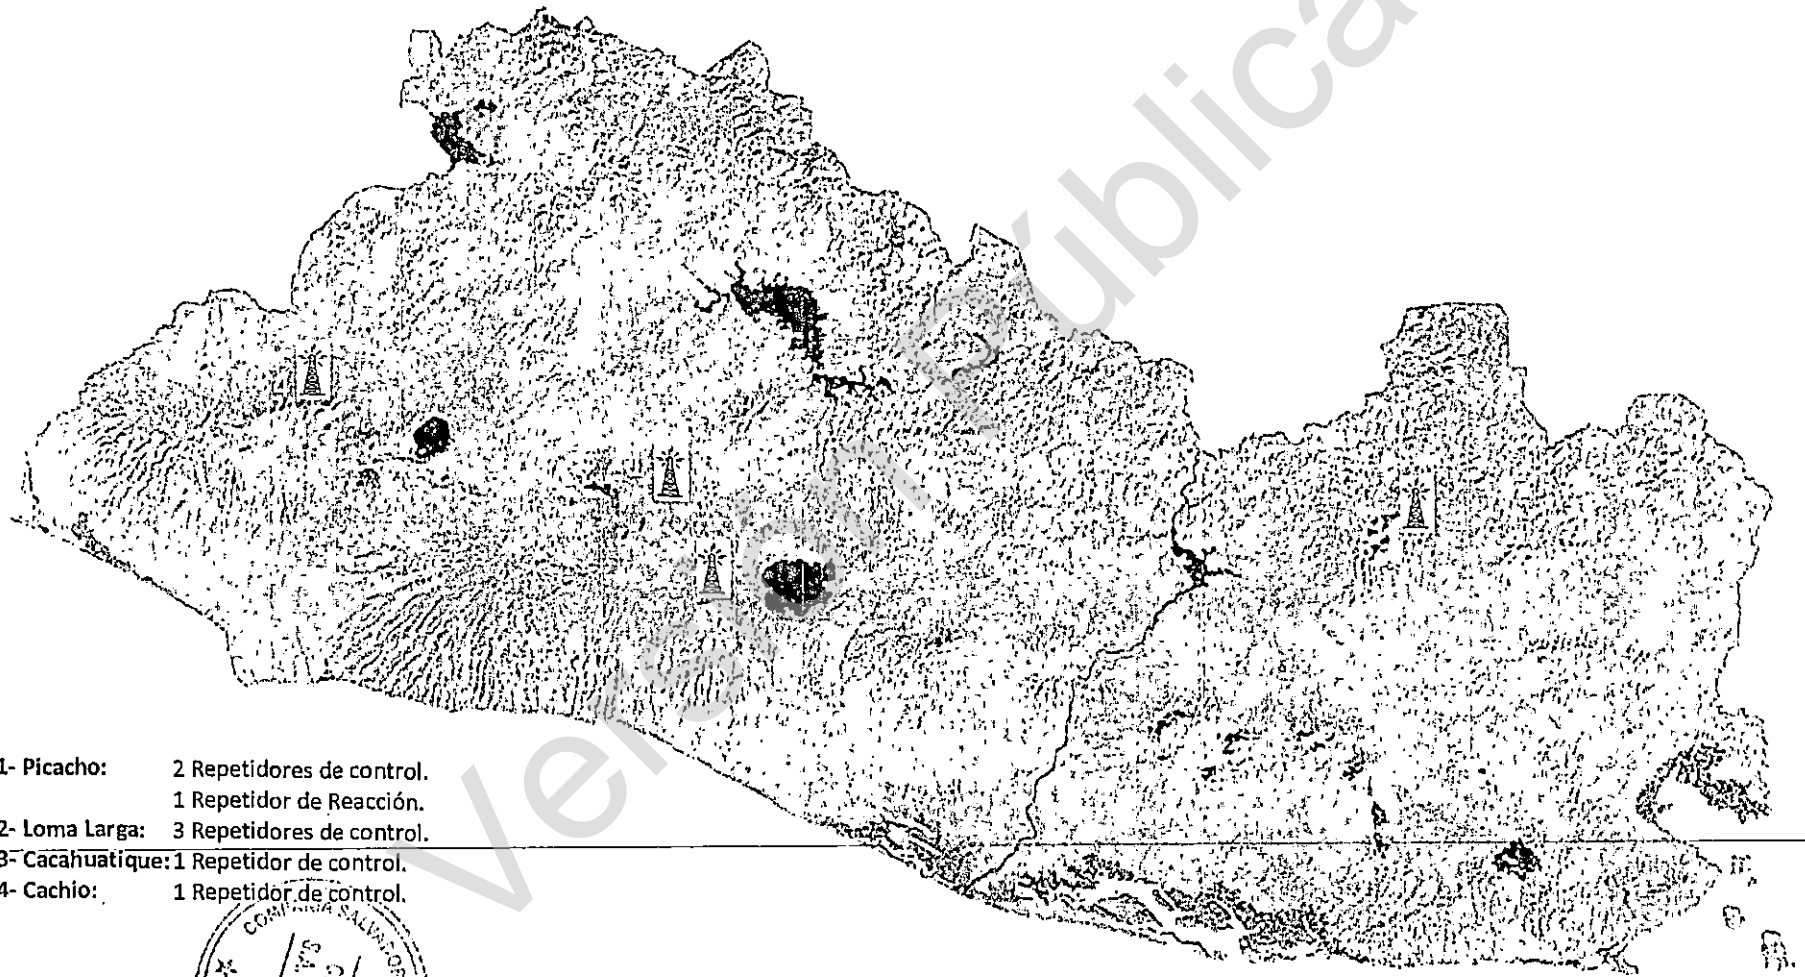 Versión Pública
1- Picacho: 2 Repetidores de control.
1 Repetidor de Reacción.
2- Loma Larga: 3 Repetidores de control.
3- Cacahuatique: 1 Repetidor de control.
4- Cachio: 1 Repetidor de control.